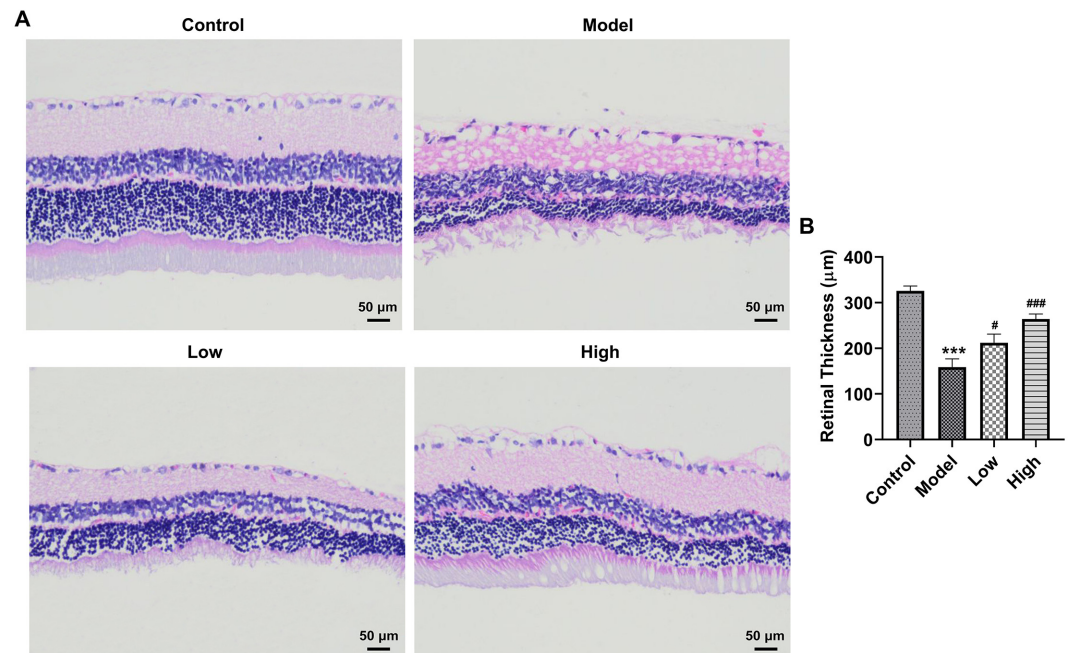 A
Control
Model
50 µm
50 µm
Low
High
50 µm
50 µm
B
Retinal Thickness (µm)
400
300
200
100
0
***
#
###
Control
Model
Low
High